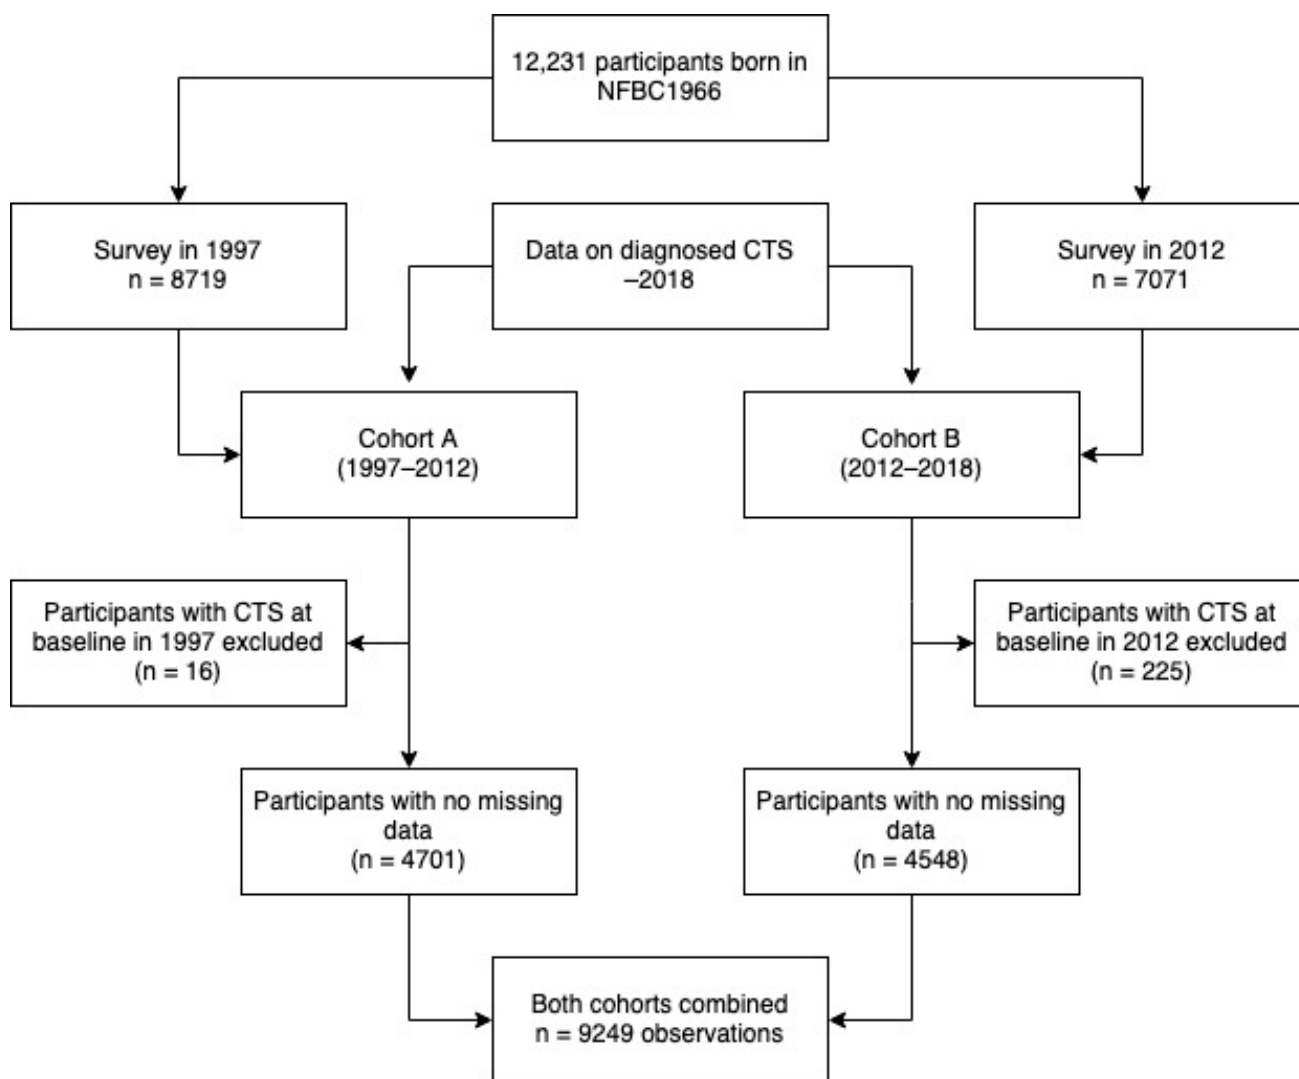 12,231 participants born in
NFBC1966
Survey in 1997
n = 8719
Data on diagnosed CTS
–2018
Survey in 2012
n = 7071
Cohort A
(1997–2012)
Cohort B
(2012–2018)
Participants with CTS at
baseline in 1997 excluded
(n = 16)
Participants with CTS at
baseline in 2012 excluded
(n = 225)
Participants with no missing
data
(n = 4701)
Participants with no missing
data
(n = 4548)
Both cohorts combined
n = 9249 observations